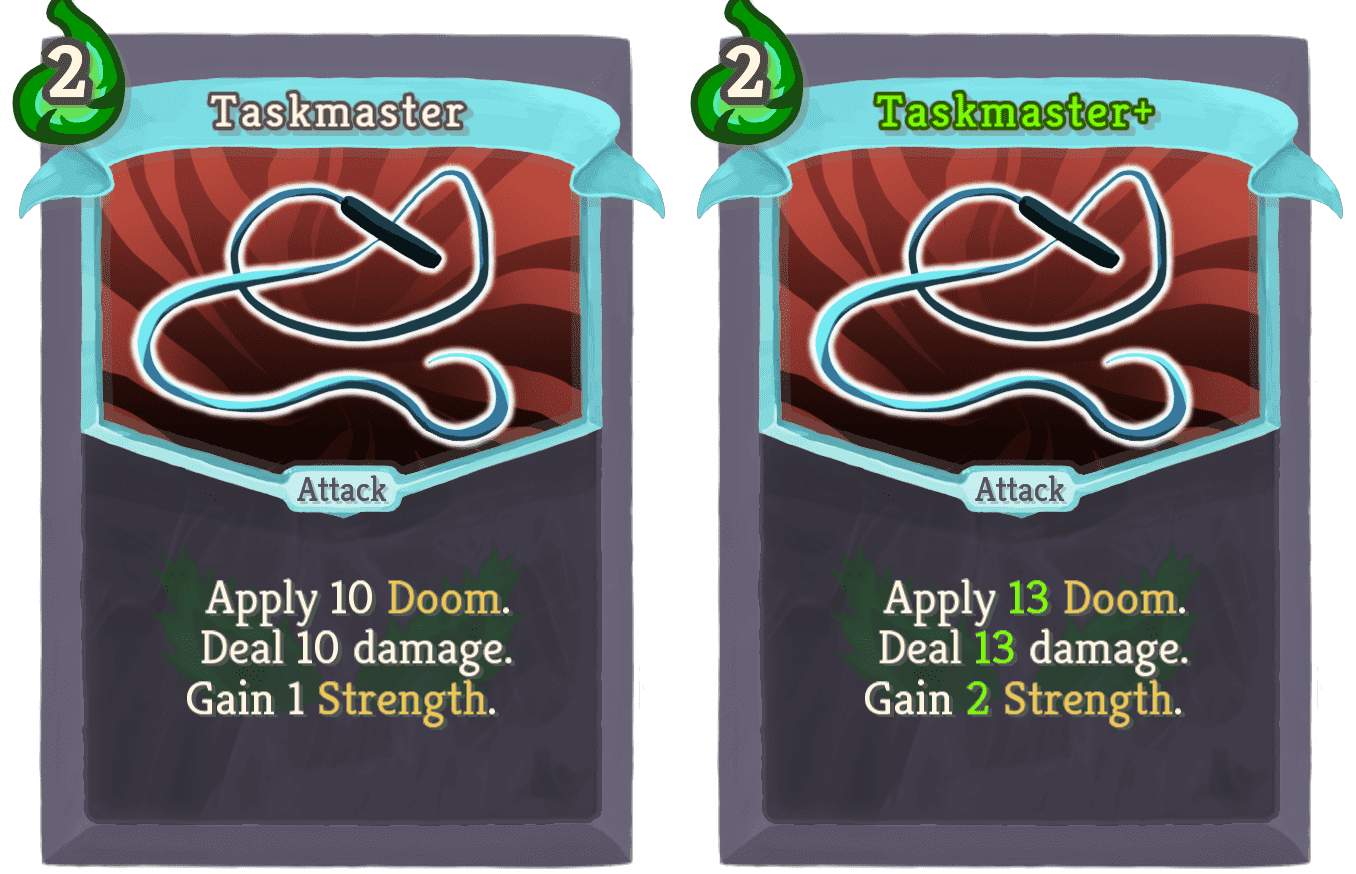 2
Taskmaster
Attack
Apply 10 Doom.
Deal 10 damage.
Gain 1 Strength.
2
Taskmaster+
Attack
Apply 13 Doom.
Deal 13 damage.
Gain 2 Strength.